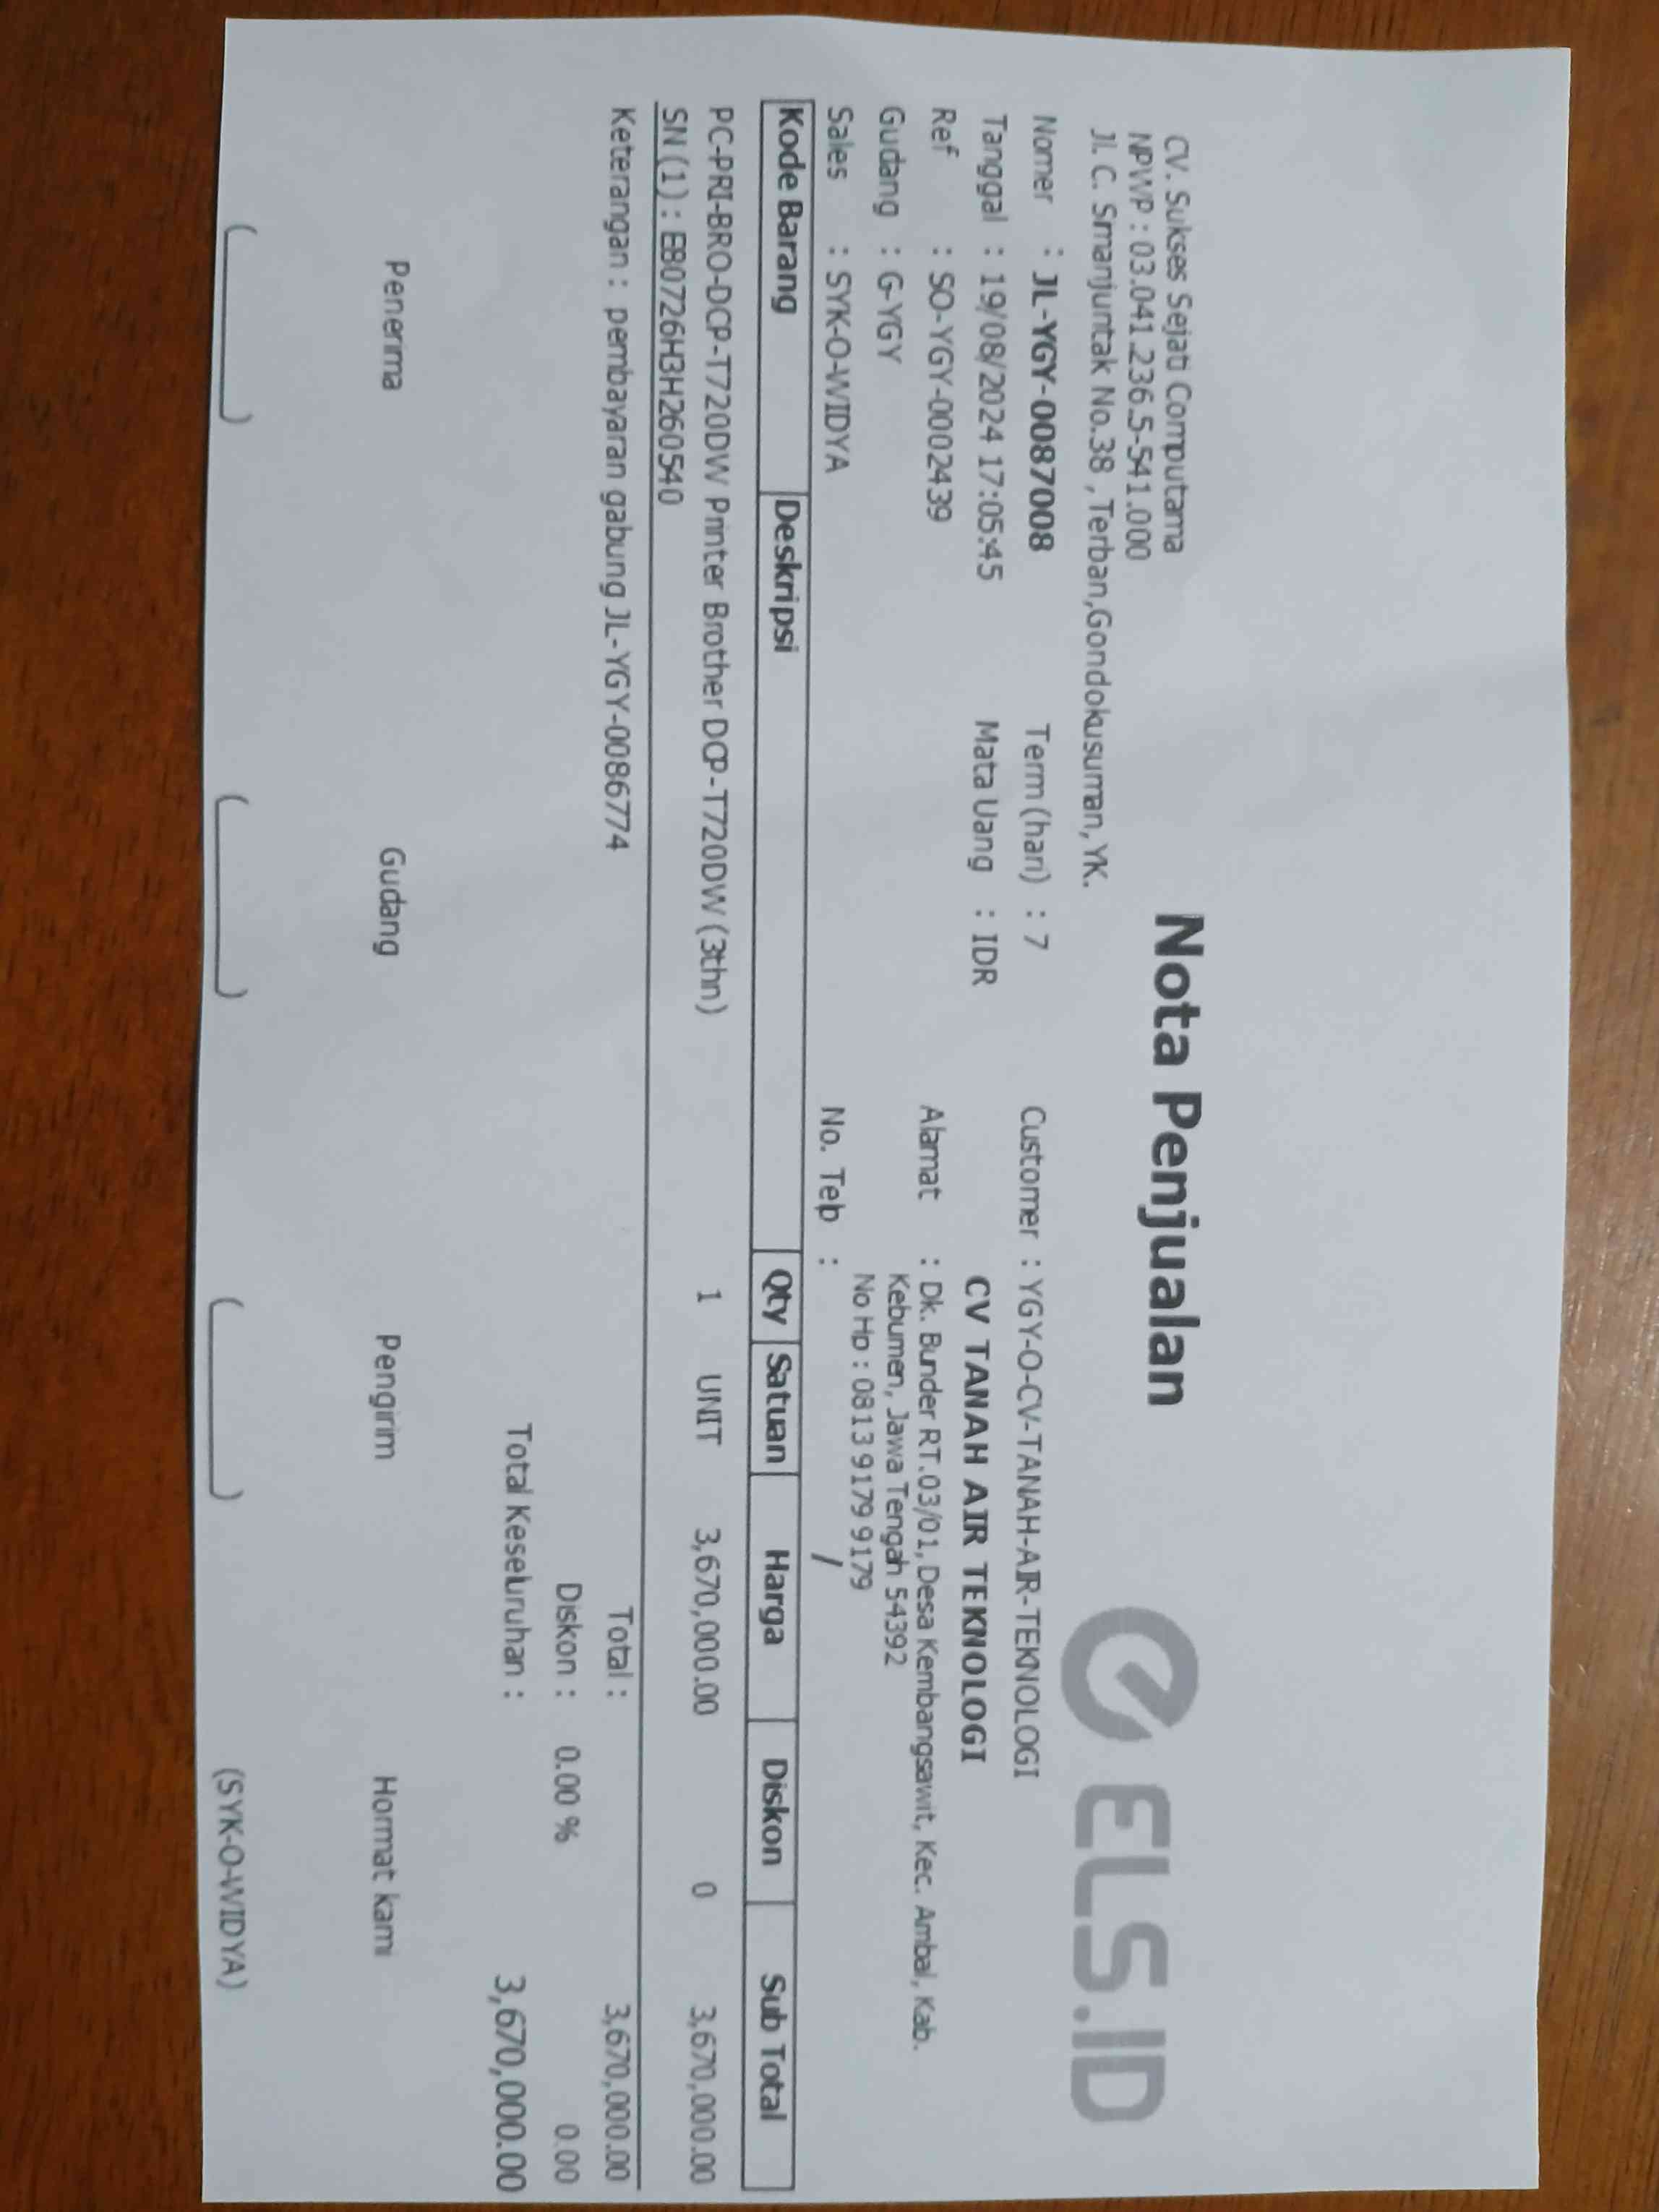 Nota Penjualan
ELS.ID
CV. Sukses Sejati Computama
NPWP : 03.041.236.5-541.000
Jl. C. Simanjuntak No.38 ,Terban,Gondokusuman, YK.
Nomer : JL-YGY-0087008
Tanggal : 19/08/2024 17:05:45
Ref : SO-YGY-0002439
Gudang : G-YGY
Sales : SYK-O-WIDYA
Term (hari) : 7
Mata Uang : IDR
Customer : YGY-O-CV-TANAH-AIR-TEKNOLOGI
CV TANAH AIR TEKNOLOGI
Alamat : Dk. Bunder RT.03/01, Desa Kembangsawit, Kec. Ambal, Kab.
Kebumen, Jawa Tengah 54392
No Hp : 0813 9179 9179
No. Telp : /
Kode Barang Deskripsi Qty Satuan Harga Diskon Sub Total
PC-PRI-BRO-DCP-T720DW Printer Brother DCP-T720DW (3thn) 1 UNIT 3,670,000.00 0 3,670,000.00
SN (1) : E80726H3H260540
Keterangan : pembayaran gabung JL-YGY-0086774
Total : 3,670,000.00
Diskon : 0.00 % 0.00
Total Keseluruhan : 3,670,000.00
Penerima Gudang Pengirim Hormat kami
(          ) (          ) (          ) (SYK-O-WIDYA)